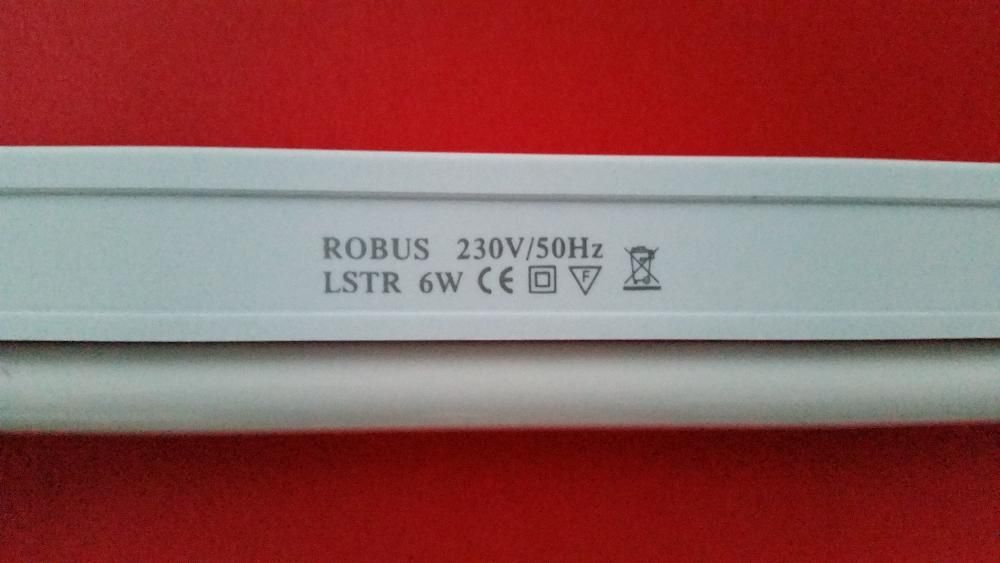 ROBUS 230V/50Hz
LSTR 6W CE F